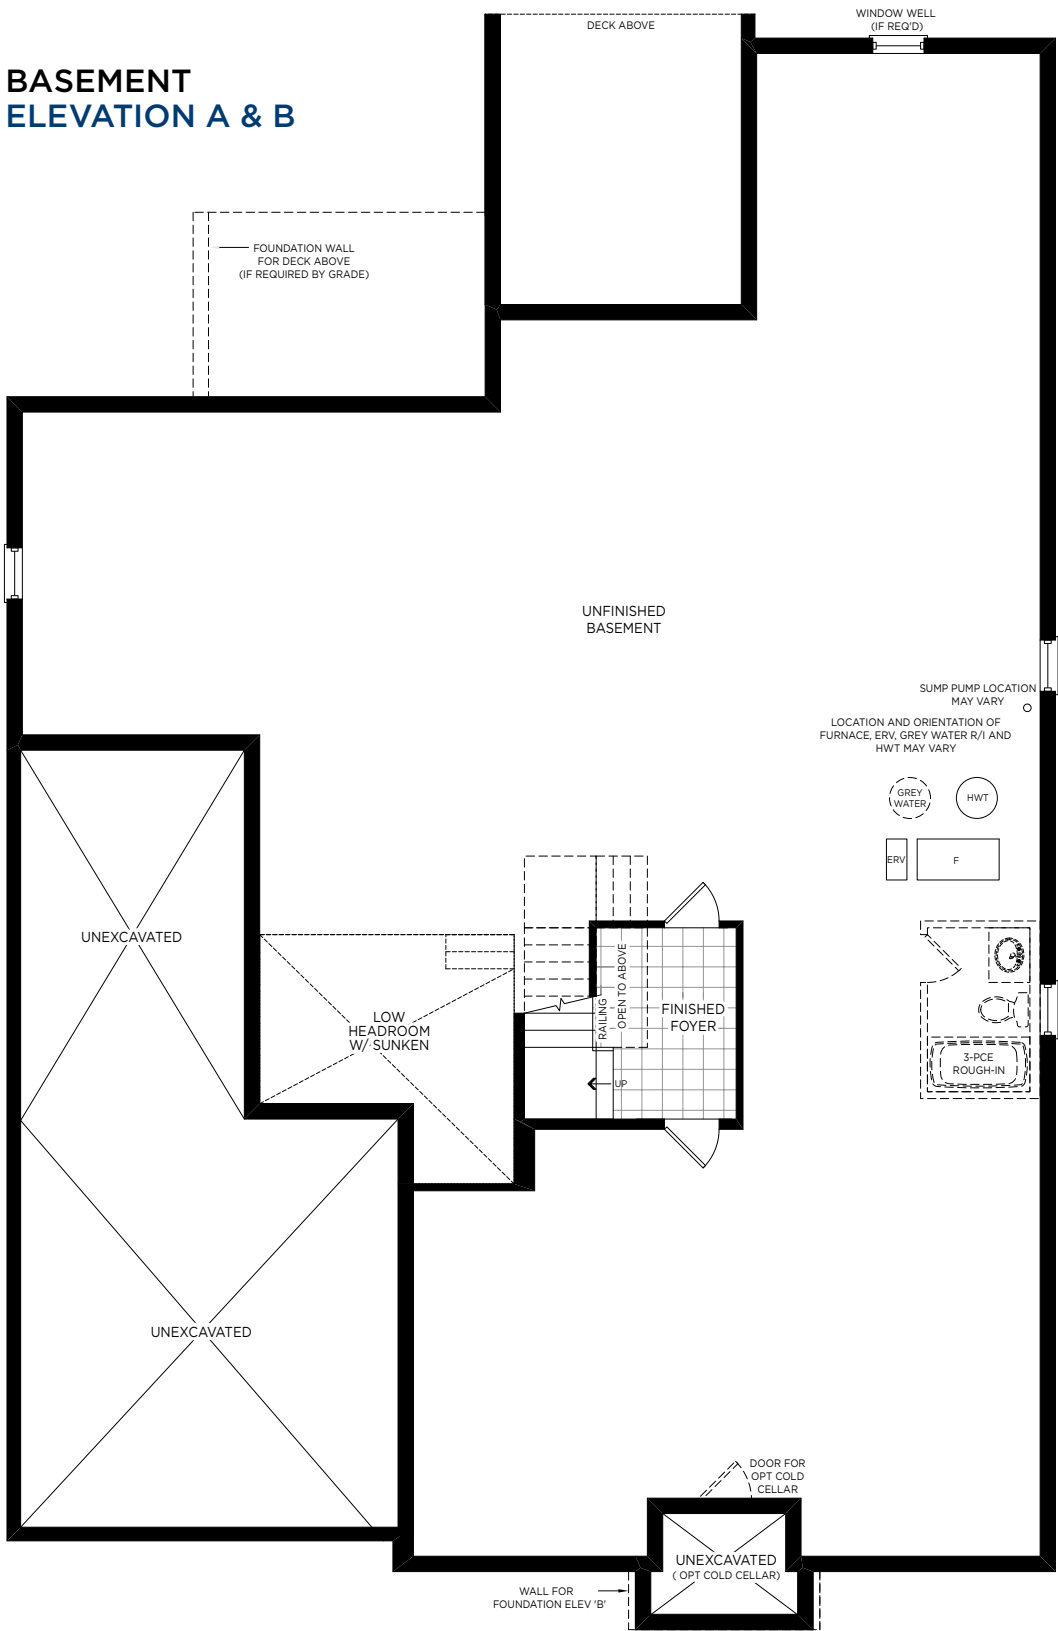 DECK ABOVE
WINDOW WELL
(IF REQ'D)
BASEMENT
ELEVATION A & B
FOUNDATION WALL
FOR DECK ABOVE
(IF REQUIRED BY GRADE)
UNFINISHED
BASEMENT
SUMP PUMP LOCATION
MAY VARY
LOCATION AND ORIENTATION OF
FURNACE, ERV, GREY WATER R/I AND
HWT MAY VARY
GREY
WATER
HWT
ERV
F
UNEXCAVATED
LOW
HEADROOM
W/ SUNKEN
RAILING
OPEN TO ABOVE
FINISHED
FOYER
UP
3-PCE
ROUGH-IN
UNEXCAVATED
DOOR FOR
OPT COLD
CELLAR
UNEXCAVATED
( OPT COLD CELLAR)
WALL FOR
FOUNDATION ELEV 'B'